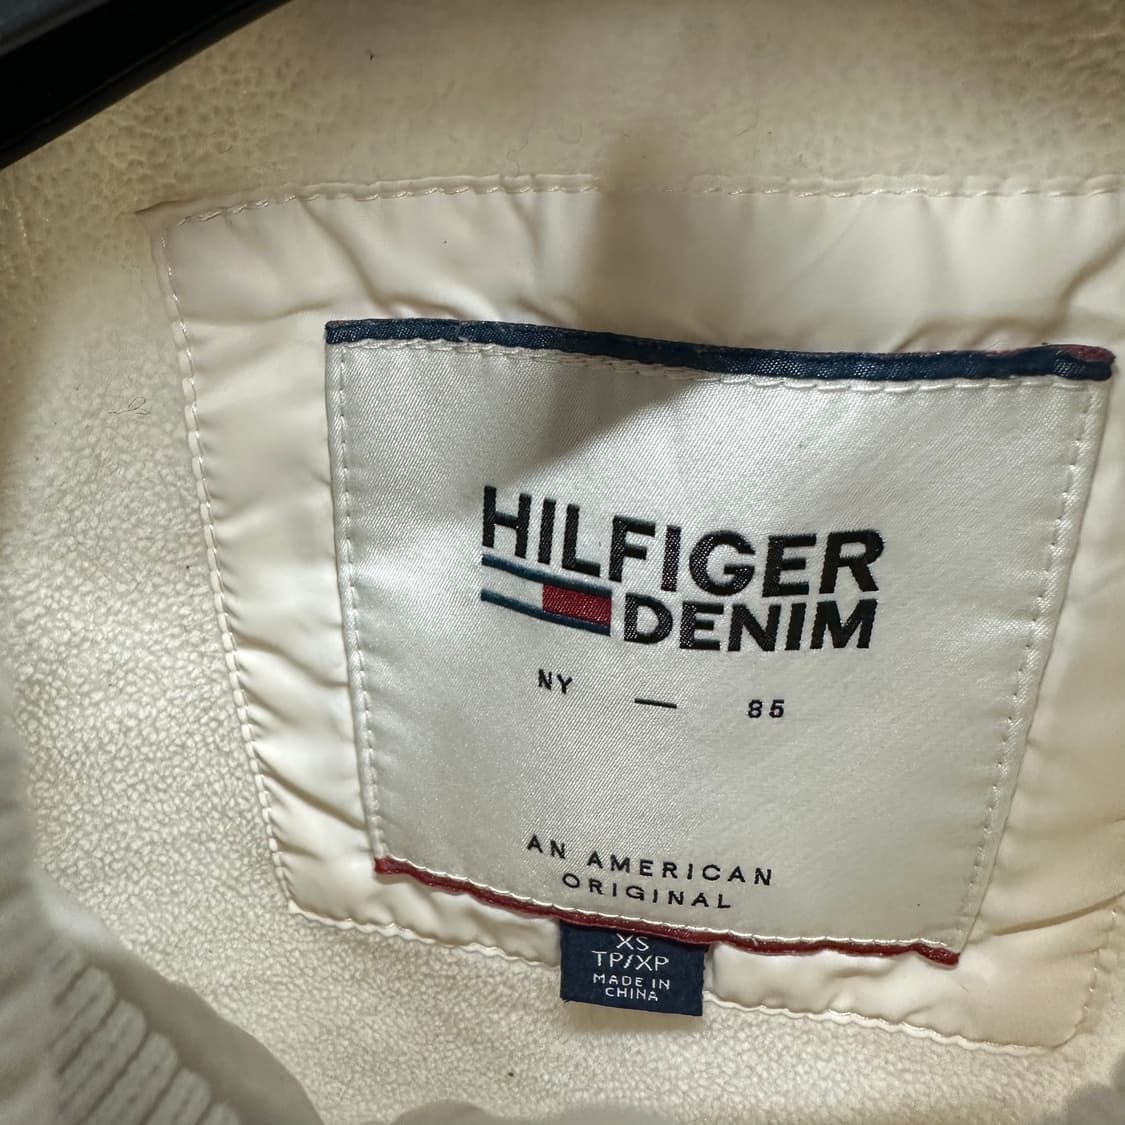 HILFIGER
DENIM
NY — 85
AN AMERICAN
ORIGINAL
XS
TP/XP
MADE IN
CHINA